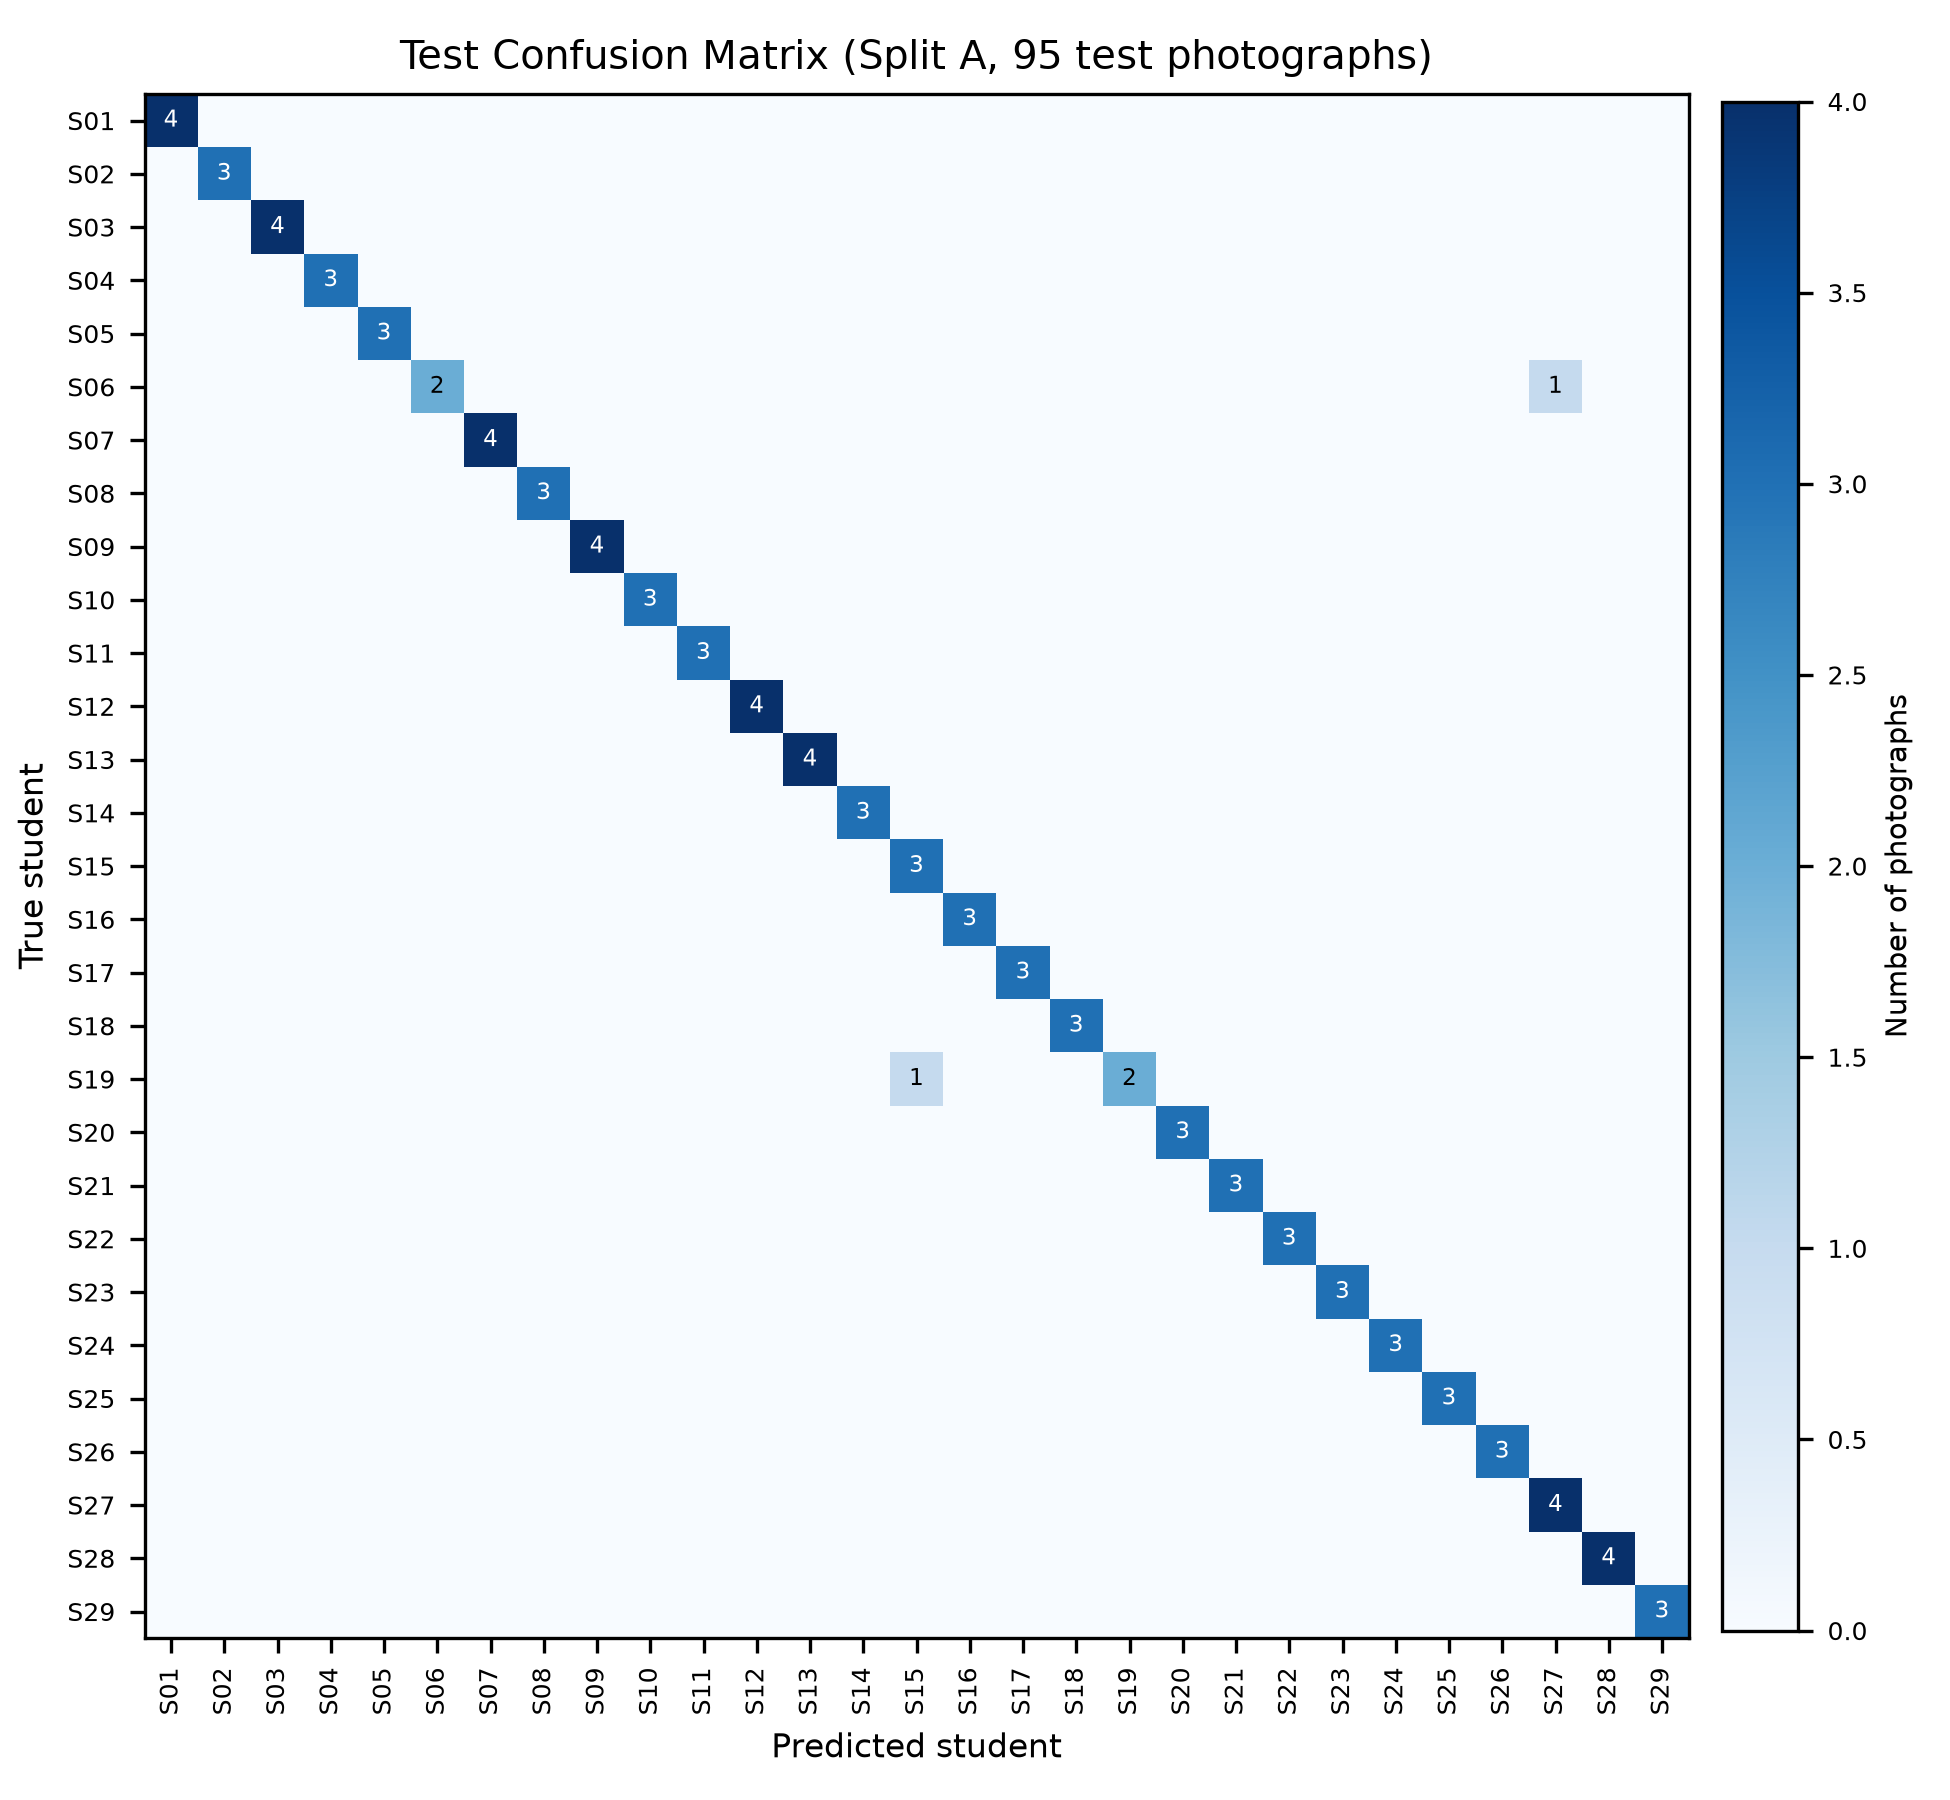 Test Confusion Matrix (Split A, 95 test photographs)
True student
S01 4
S02 3
S03 4
S04 3
S05 3
S06 2 1
S07 4
S08 3
S09 4
S10 3
S11 3
S12 4
S13 4
S14 3
S15 3
S16 3
S17 3
S18 3
S19 1 2
S20 3
S21 3
S22 3
S23 3
S24 3
S25 3
S26 3
S27 4
S28 4
S29 3
S01 S02 S03 S04 S05 S06 S07 S08 S09 S10 S11 S12 S13 S14 S15 S16 S17 S18 S19 S20 S21 S22 S23 S24 S25 S26 S27 S28 S29
Predicted student
4.0
3.5
3.0
2.5
2.0
1.5
1.0
0.5
0.0
Number of photographs